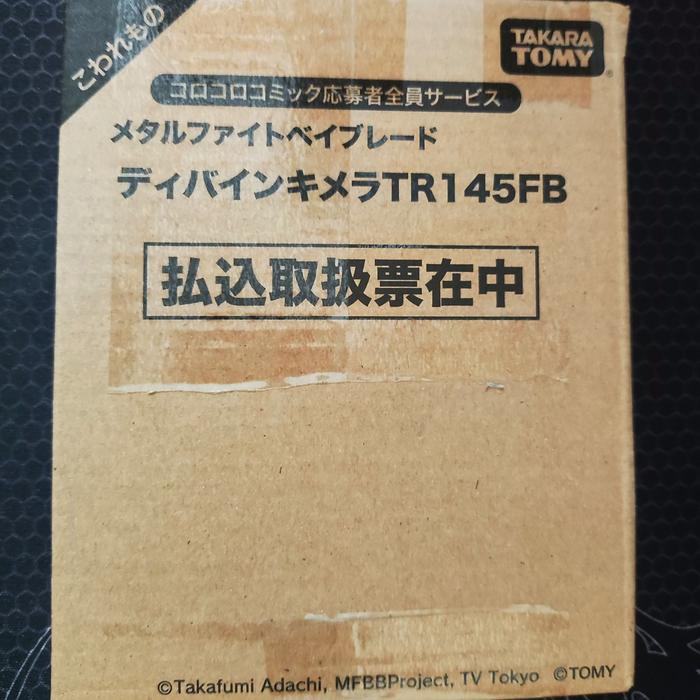 こわれもの
TAKARA
TOMY®
コロコロコミック応募者全員サービス
メタルファイトベイブレード
ディバインキメラTR145FB
払込取扱票在中
©Takafumi Adachi, MFBBProject, TV Tokyo ©TOMY